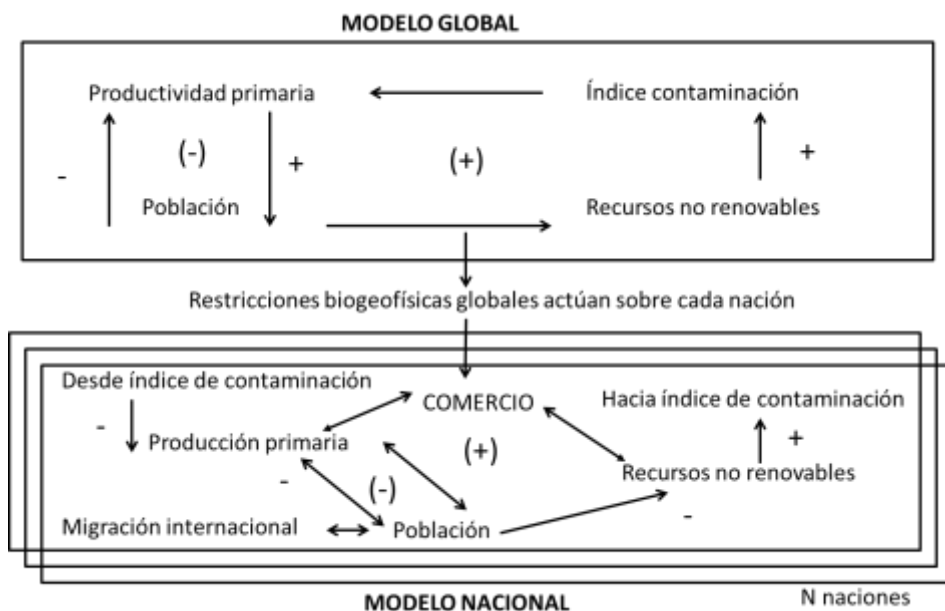 MODELO GLOBAL
Productividad primaria
Índice contaminación
(-)
-
+
(+)
+
Población
Recursos no renovables
Restricciones biogeofísicas globales actúan sobre cada nación
Desde índice de contaminación
COMERCIO
Hacia índice de contaminación
-
Producción primaria
(+)
+
Recursos no renovables
-
(-)
Migración internacional
Población
-
MODELO NACIONAL
N naciones